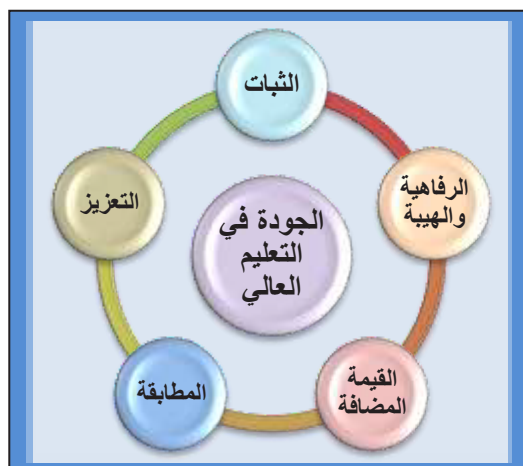 الثبات
الرفاهية
والهيبة
التعزيز
الجودة في
التعليم
العالي
القيمة
المضافة
المطابقة